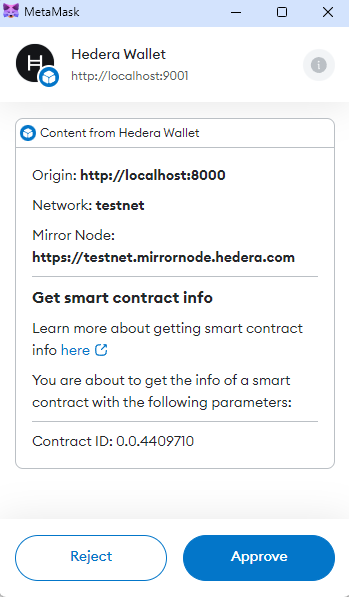 MetaMask
Hedera Wallet
http://localhost:9001
Content from Hedera Wallet
Origin: http://localhost:8000
Network: testnet
Mirror Node:
https://testnet.mirrornode.hedera.com
Get smart contract info
Learn more about getting smart contract
info here
You are about to get the info of a smart
contract with the following parameters:
Contract ID: 0.0.4409710
Reject
Approve